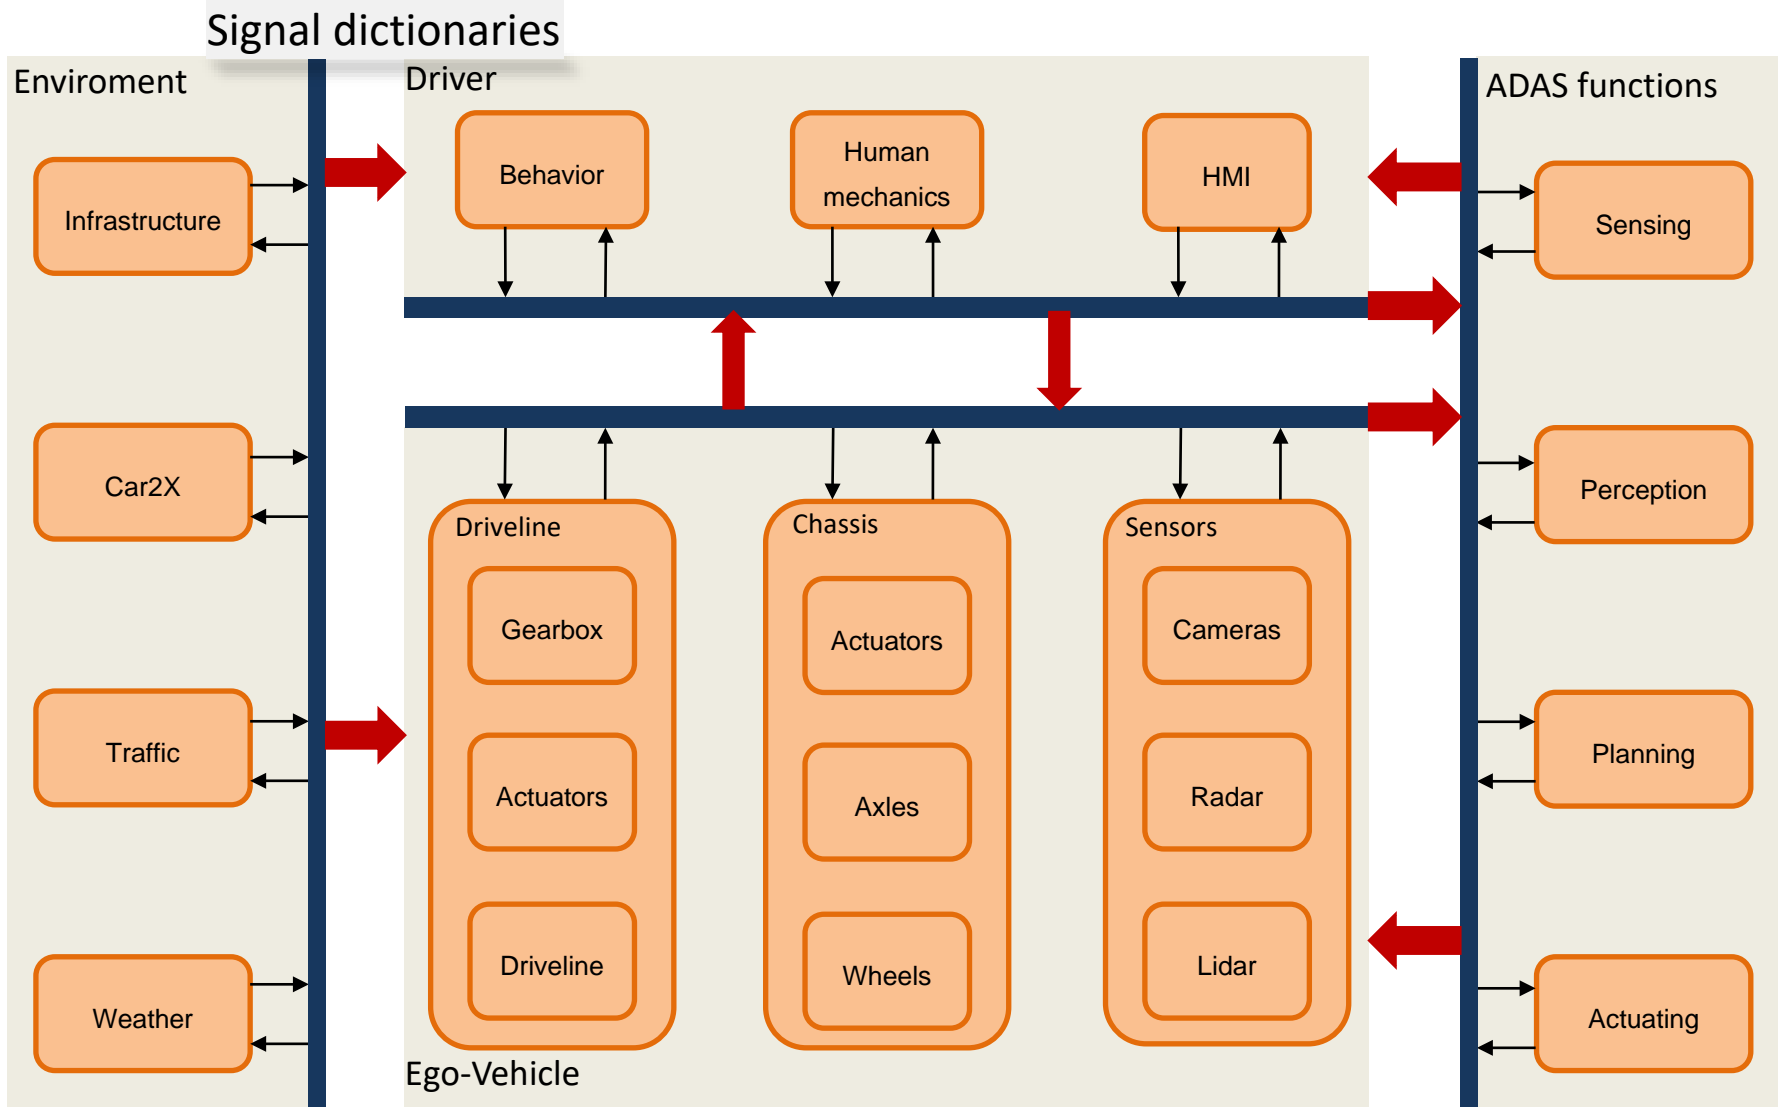 Signal dictionaries
Enviroment
Infrastructure
Car2X
Traffic
Weather
Driver
Behavior
Human
mechanics
HMI
Driveline
Gearbox
Actuators
Driveline
Chassis
Actuators
Axles
Wheels
Sensors
Cameras
Radar
Lidar
Ego-Vehicle
ADAS functions
Sensing
Perception
Planning
Actuating